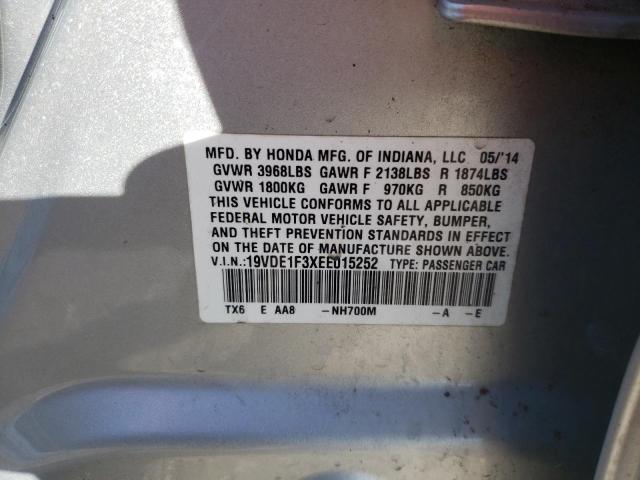 MFD. BY HONDA MFG. OF INDIANA, LLC 05/'14
GVWR 3968LBS GAWR F 2138LBS R 1874LBS
GVWR 1800KG GAWR F 970KG R 850KG
THIS VEHICLE CONFORMS TO ALL APPLICABLE
FEDERAL MOTOR VEHICLE SAFETY, BUMPER,
AND THEFT PREVENTION STANDARDS IN EFFECT
ON THE DATE OF MANUFACTURE SHOWN ABOVE.
V.I.N.:19VDE1F3XEE015252 TYPE: PASSENGER CAR
TX6 E AA8 -NH700M -A -E